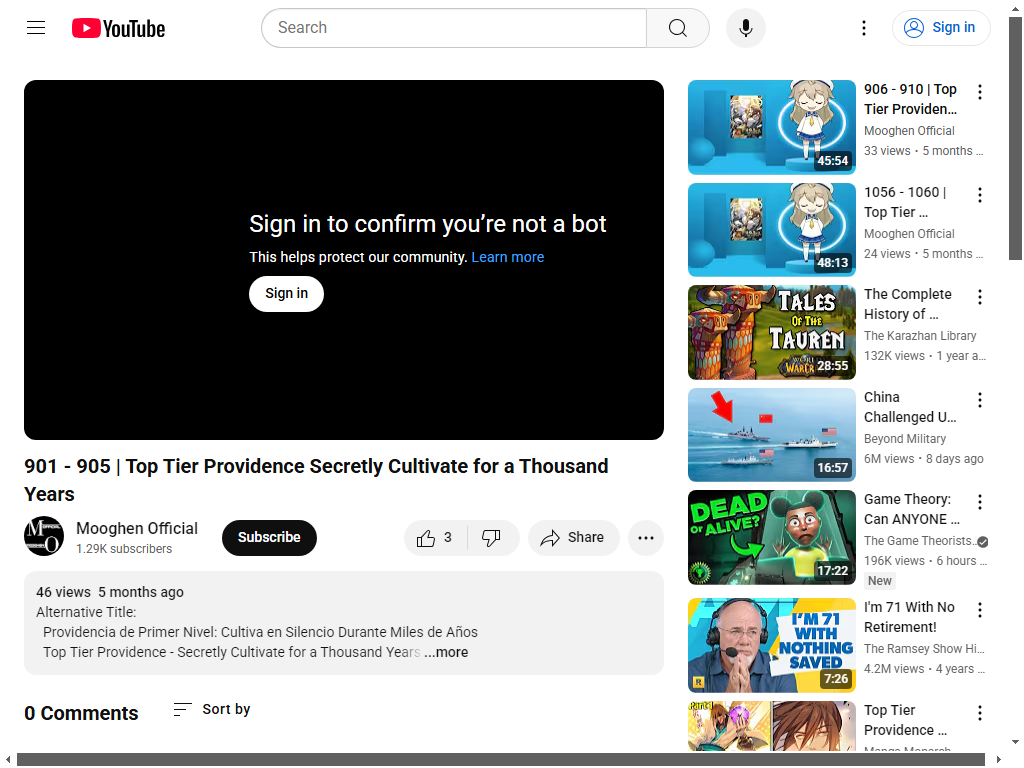 YouTube
Search
Sign in
Sign in to confirm you’re not a bot
This helps protect our community. Learn more
Sign in
901 - 905 | Top Tier Providence Secretly Cultivate for a Thousand
Years
Mooghen Official
1.29K subscribers
Subscribe
3
Share
46 views 5 months ago
Alternative Title:
Providencia de Primer Nivel: Cultiva en Silencio Durante Miles de Años
Top Tier Providence - Secretly Cultivate for a Thousand Years ...more
0 Comments
Sort by
45:54
906 - 910 | Top
Tier Providen…
Mooghen Official
33 views • 5 months …
48:13
1056 - 1060 |
Top Tier …
Mooghen Official
24 views • 5 months …
TALES
OF THE
TAUREN
28:55
The Complete
History of …
The Karazhan Library
132K views • 1 year a…
16:57
China
Challenged U…
Beyond Military
6M views • 8 days ago
DEAD
OR ALIVE?
17:22
Game Theory:
Can ANYONE …
The Game Theorists…
196K views • 6 hours …
New
I'M 71
WITH
NOTHING
SAVED
7:26
I'm 71 With No
Retirement!
The Ramsey Show Hi…
4.2M views • 4 years …
Part 1
Top Tier
Providence …